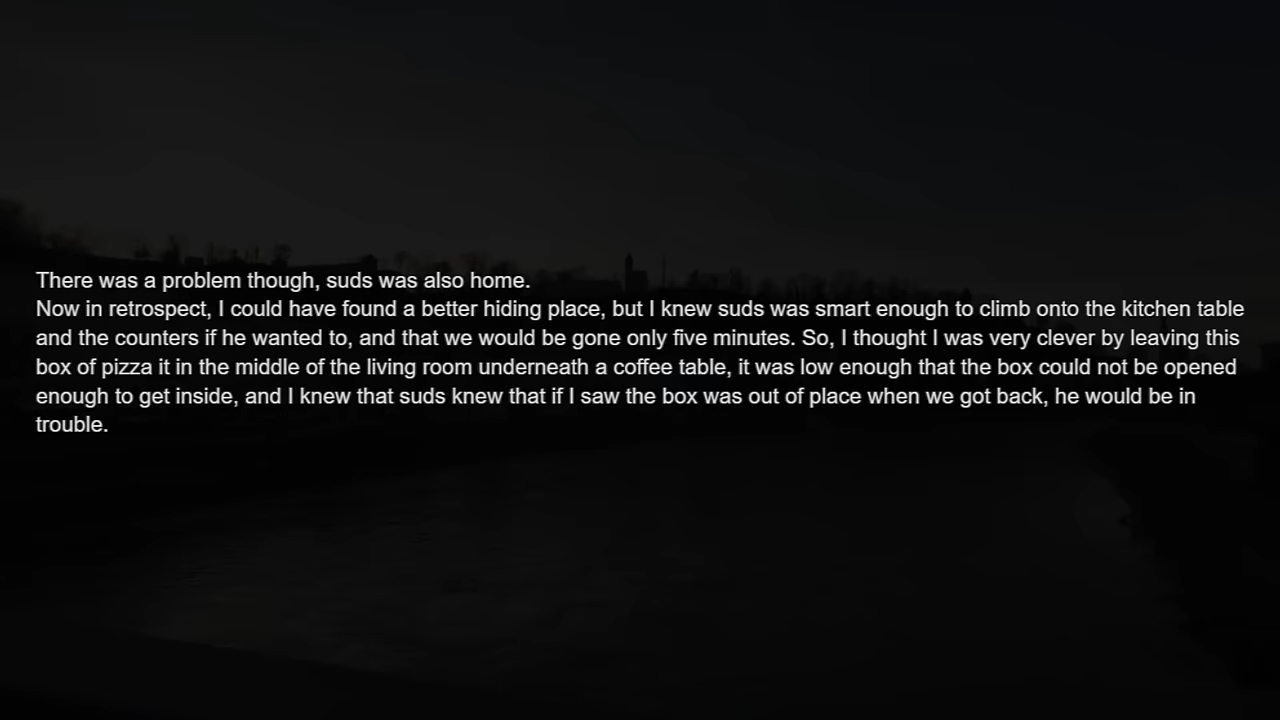 There was a problem though, suds was also home.
Now in retrospect, I could have found a better hiding place, but I knew suds was smart enough to climb onto the kitchen table
and the counters if he wanted to, and that we would be gone only five minutes. So, I thought I was very clever by leaving this
box of pizza it in the middle of the living room underneath a coffee table, it was low enough that the box could not be opened
enough to get inside, and I knew that suds knew that if I saw the box was out of place when we got back, he would be in
trouble.